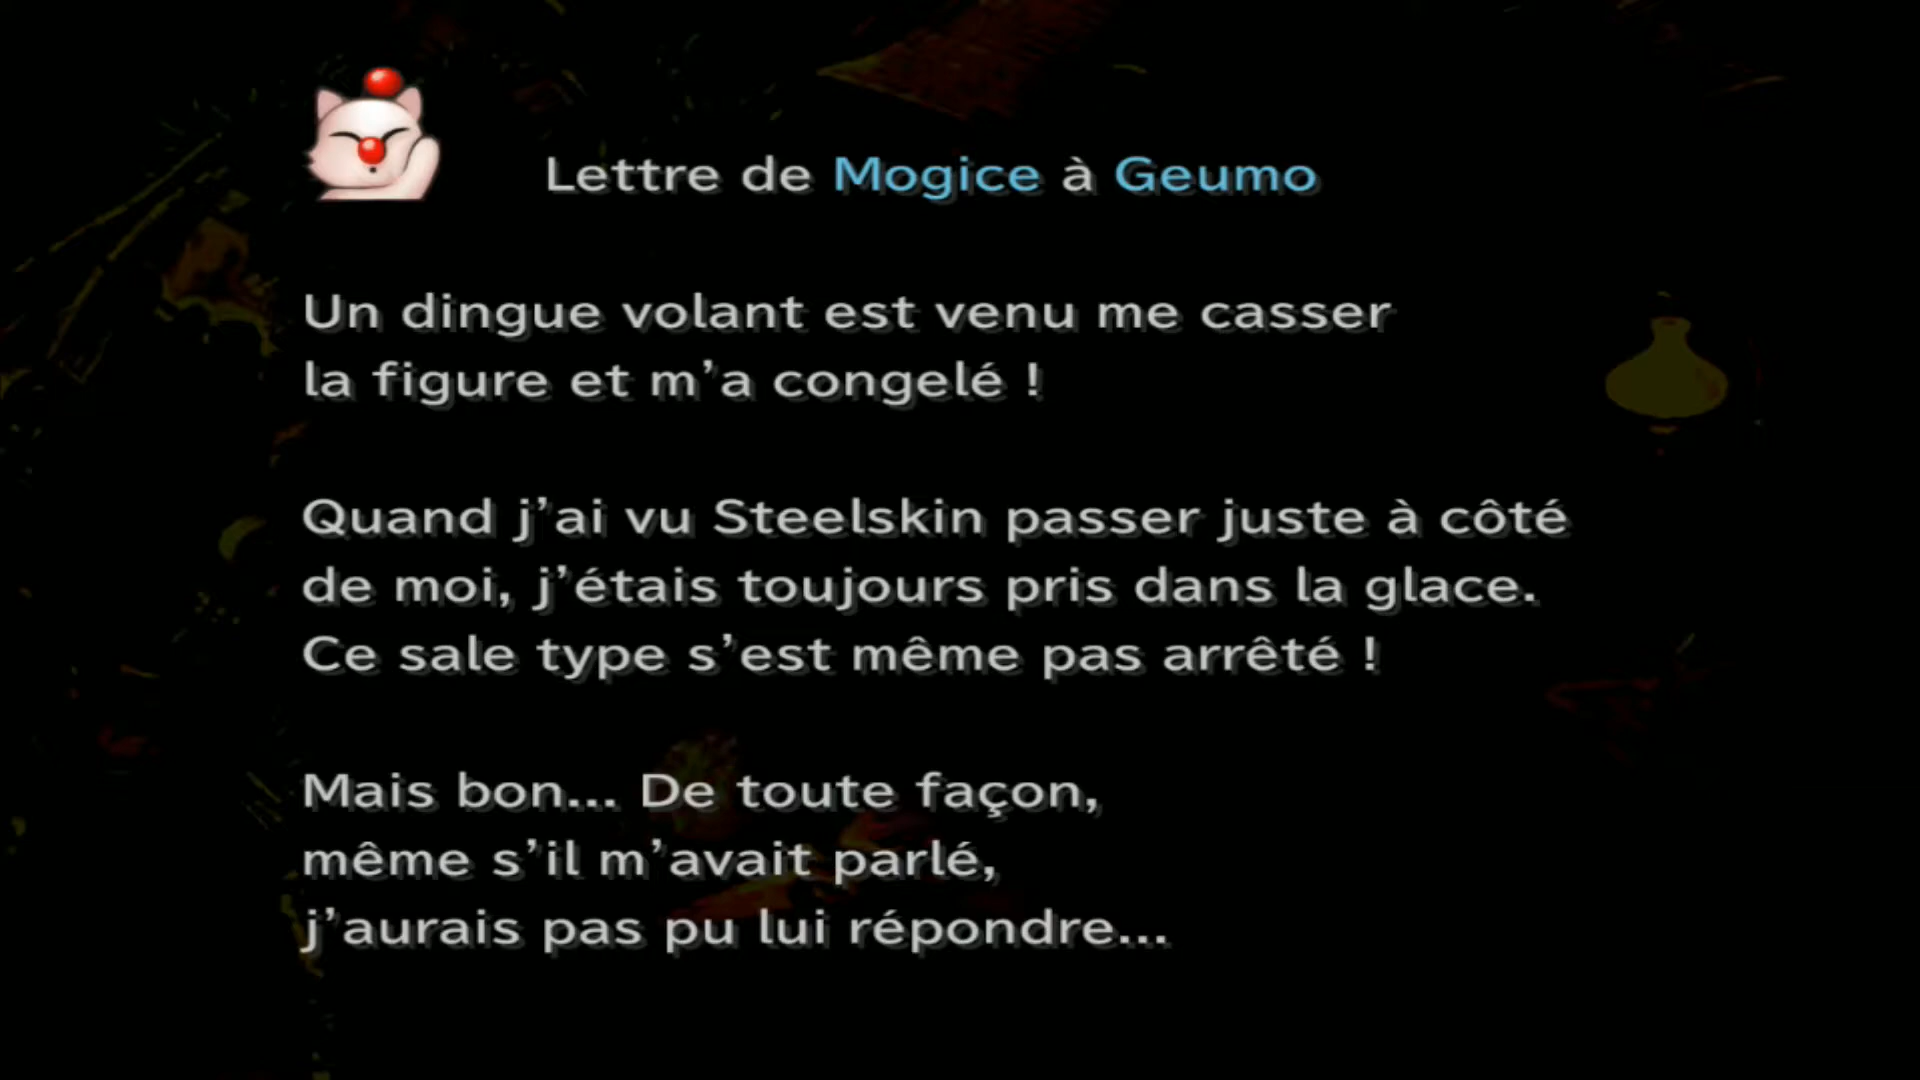 Lettre de Mogice à Geumo
Un dingue volant est venu me casser
la figure et m’a congelé !
Quand j’ai vu Steelskin passer juste à côté
de moi, j’étais toujours pris dans la glace.
Ce sale type s’est même pas arrêté !
Mais bon... De toute façon,
même s’il m’avait parlé,
j’aurais pas pu lui répondre...